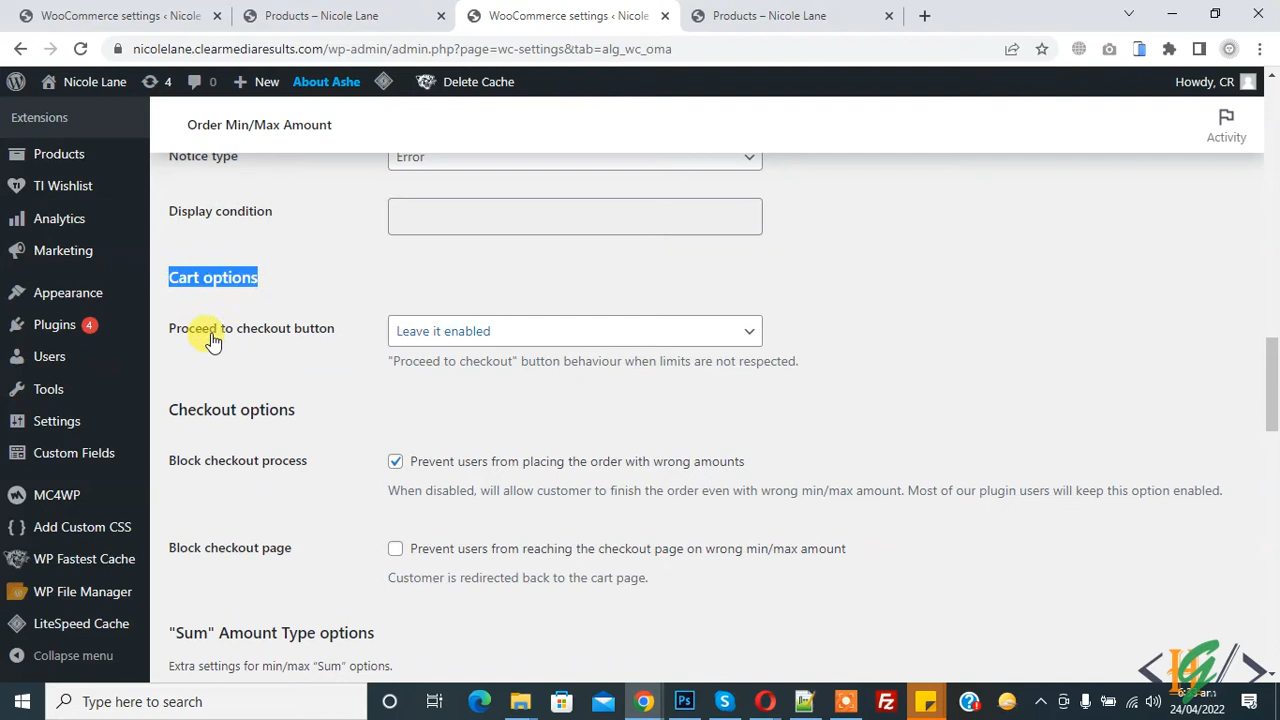 WooCommerce settings ‹ Nicole
Products – Nicole Lane
WooCommerce settings ‹ Nicole
Products – Nicole Lane
nicolelane.clearmediaresults.com/wp-admin/admin.php?page=wc-settings&tab=alg_wc_oma
Nicole Lane
4
0
New
About Ashe
Delete Cache
Howdy, CR
Extensions
Order Min/Max Amount
Activity
Products
Notice type
Error
TI Wishlist
Analytics
Display condition
Marketing
Cart options
Appearance
Plugins 4
Proceed to checkout button
Leave it enabled
Users
"Proceed to checkout" button behaviour when limits are not respected.
Tools
Checkout options
Settings
Custom Fields
Block checkout process
Prevent users from placing the order with wrong amounts
MC4WP
When disabled, will allow customer to finish the order even with wrong min/max amount. Most of our plugin users will keep this option enabled.
Add Custom CSS
Block checkout page
Prevent users from reaching the checkout page on wrong min/max amount
WP Fastest Cache
Customer is redirected back to the cart page.
WP File Manager
LiteSpeed Cache
"Sum" Amount Type options
Collapse menu
Extra settings for min/max “Sum” options.
Type here to search
24/04/2022